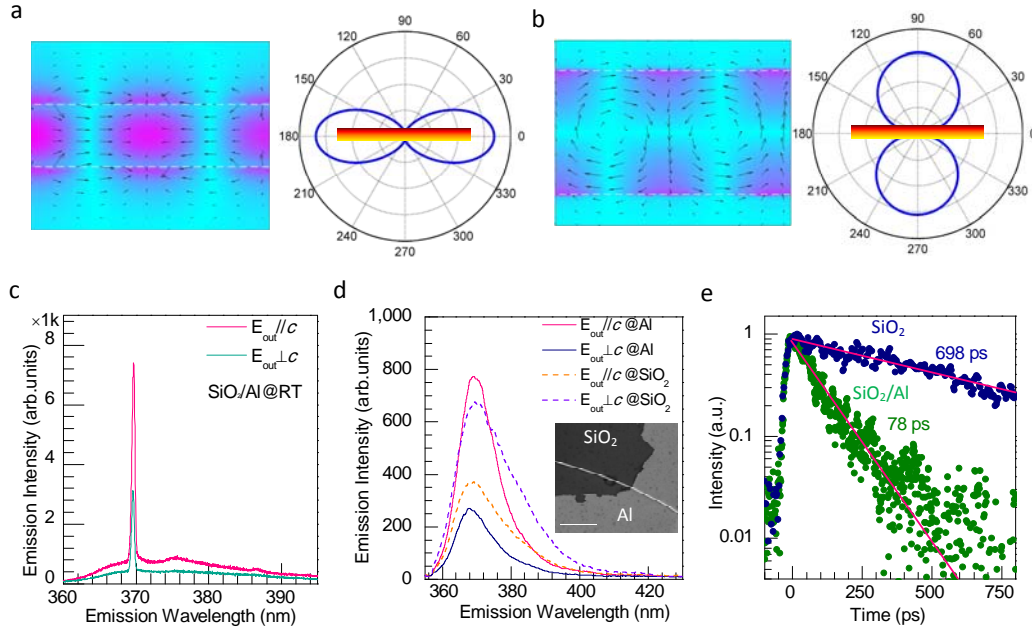 a
90
120
60
150
30
180
0
210
330
240
300
270
b
90
120
60
150
30
180
0
210
330
240
300
270
c
×1k
8
6
4
2
0
360
370
380
390
Emission Wavelength (nm)
Emission Intensity (arb.units)
E_out//c
E_out⊥c
SiO₂/Al@RT
d
1,000
800
600
400
200
0
360
380
400
420
Emission Wavelength (nm)
Emission Intensity (arb.units)
E_out//c @Al
E_out⊥c @Al
E_out//c @SiO₂
E_out⊥c @SiO₂
SiO₂
Al
e
1
0.1
0.01
0
250
500
750
Time (ps)
Intensity (a.u.)
SiO₂
698 ps
SiO₂/Al
78 ps